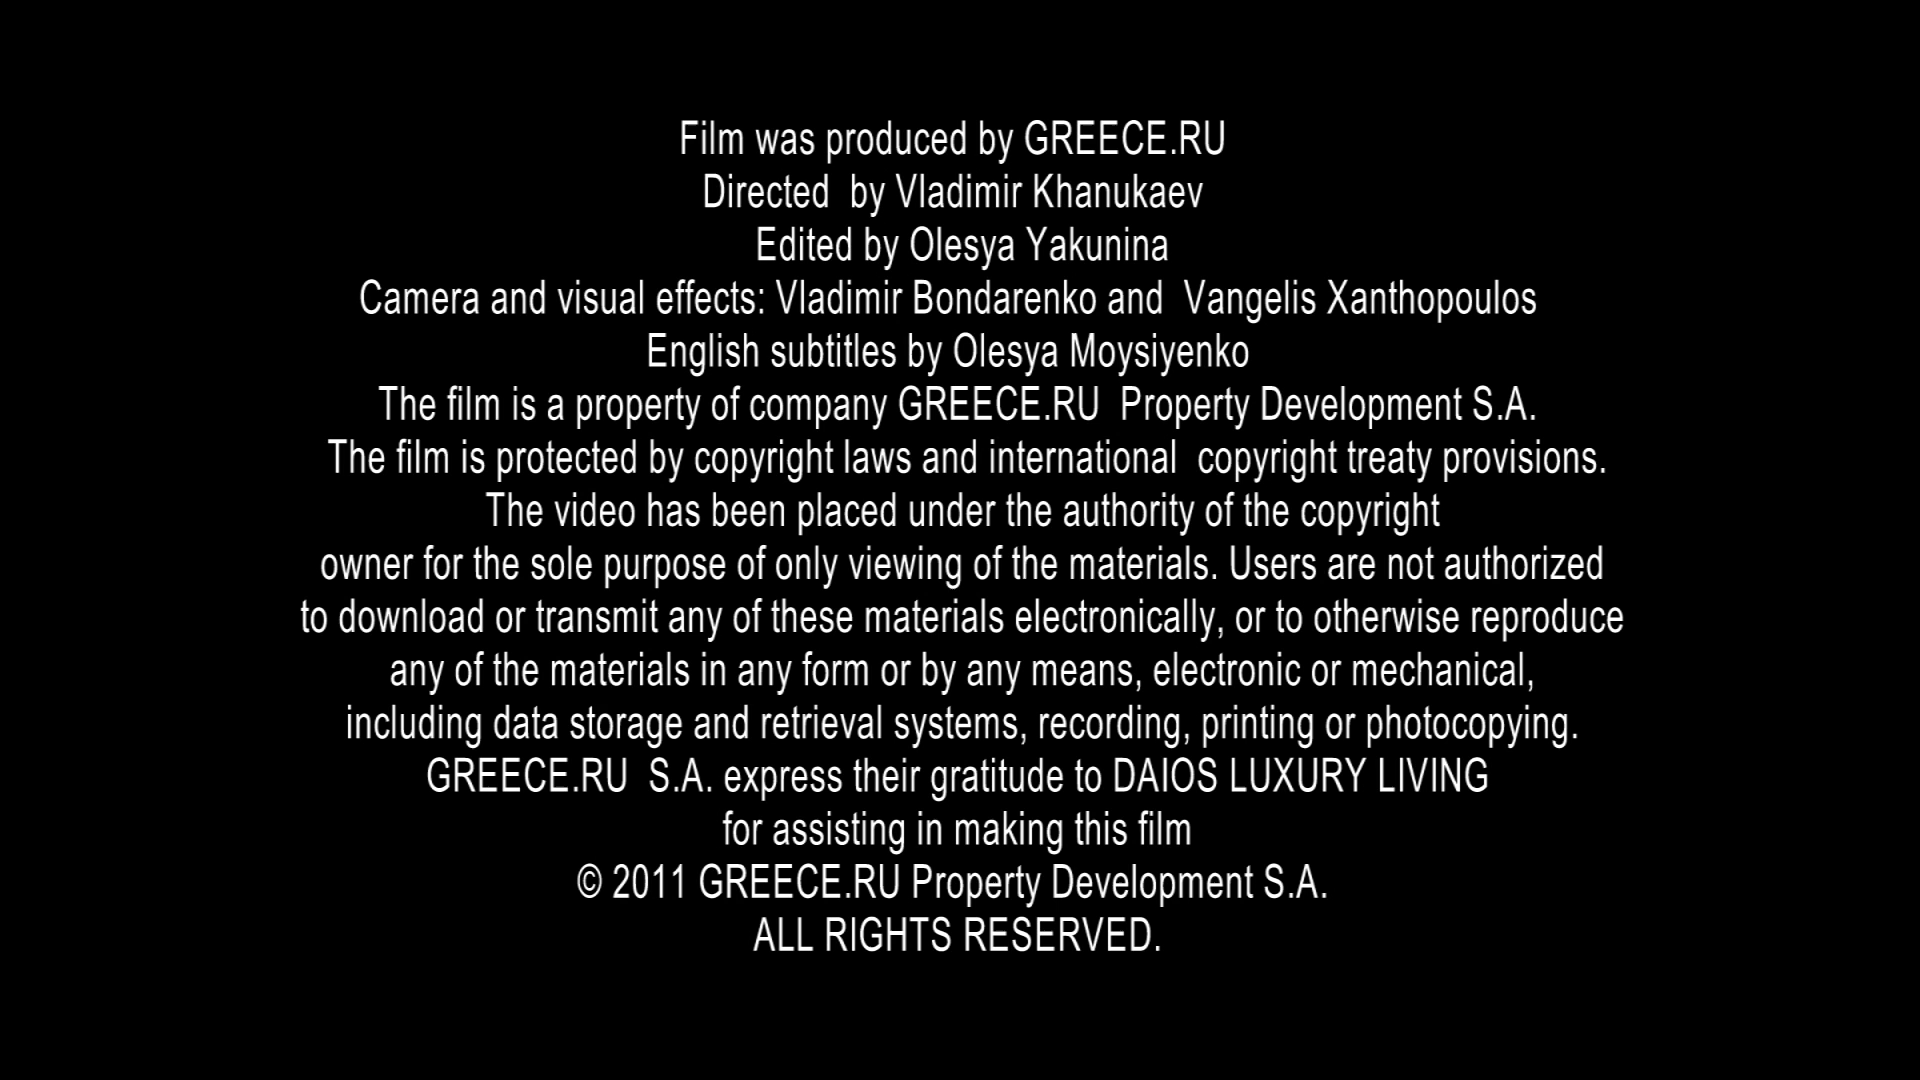 Film was produced by GREECE.RU
Directed  by Vladimir Khanukaev
Edited by Olesya Yakunina
Camera and visual effects: Vladimir Bondarenko and  Vangelis Xanthopoulos
English subtitles by Olesya Moysiyenko
The film is a property of company GREECE.RU  Property Development S.A.
The film is protected by copyright laws and international  copyright treaty provisions.
The video has been placed under the authority of the copyright
owner for the sole purpose of only viewing of the materials. Users are not authorized
to download or transmit any of these materials electronically, or to otherwise reproduce
any of the materials in any form or by any means, electronic or mechanical,
including data storage and retrieval systems, recording, printing or photocopying.
GREECE.RU  S.A. express their gratitude to DAIOS LUXURY LIVING
for assisting in making this film
© 2011 GREECE.RU Property Development S.A.
ALL RIGHTS RESERVED.